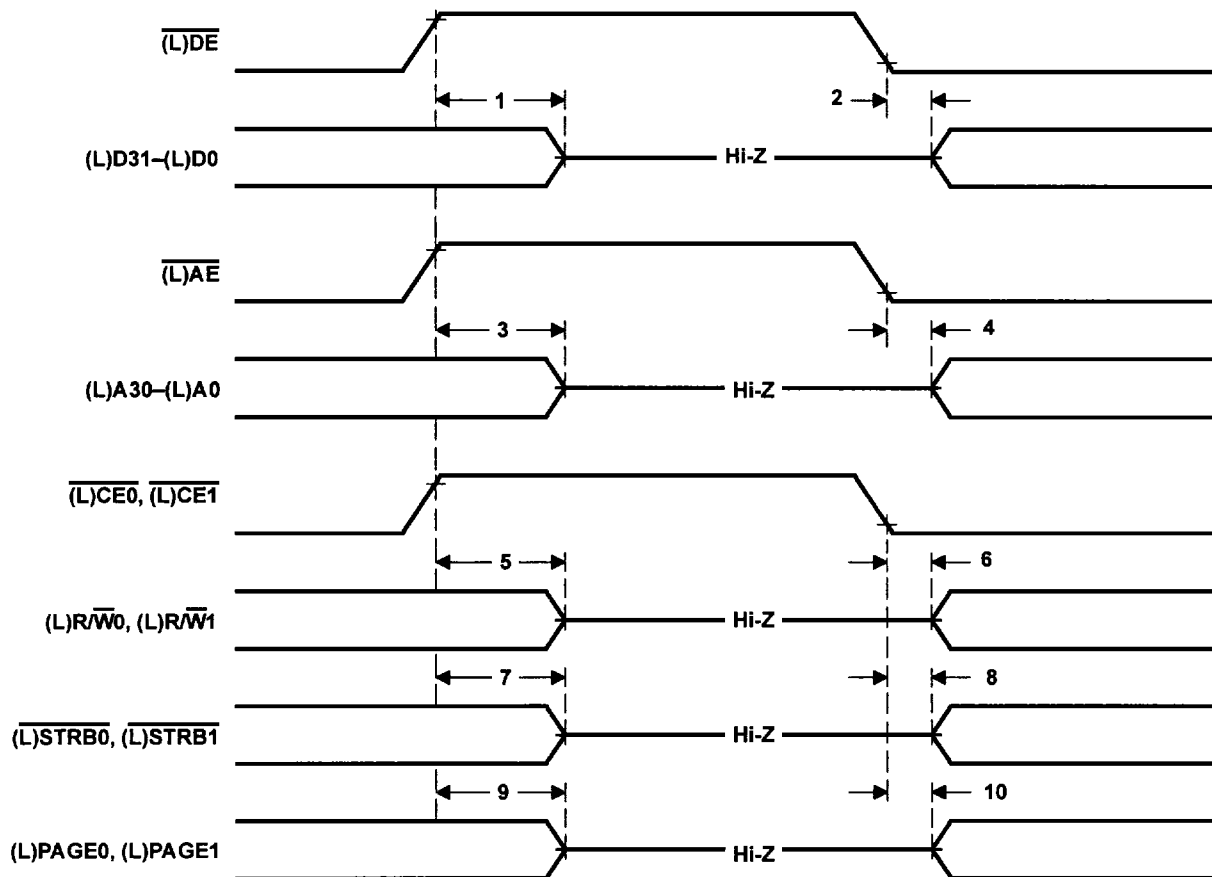 (L)DE
1 2
(L)D31–(L)D0 Hi-Z
(L)AE
3 4
(L)A30–(L)A0 Hi-Z
(L)CE0, (L)CE1
5 6
(L)R/W0, (L)R/W1 Hi-Z
7 8
(L)STRB0, (L)STRB1 Hi-Z
9 10
(L)PAGE0, (L)PAGE1 Hi-Z